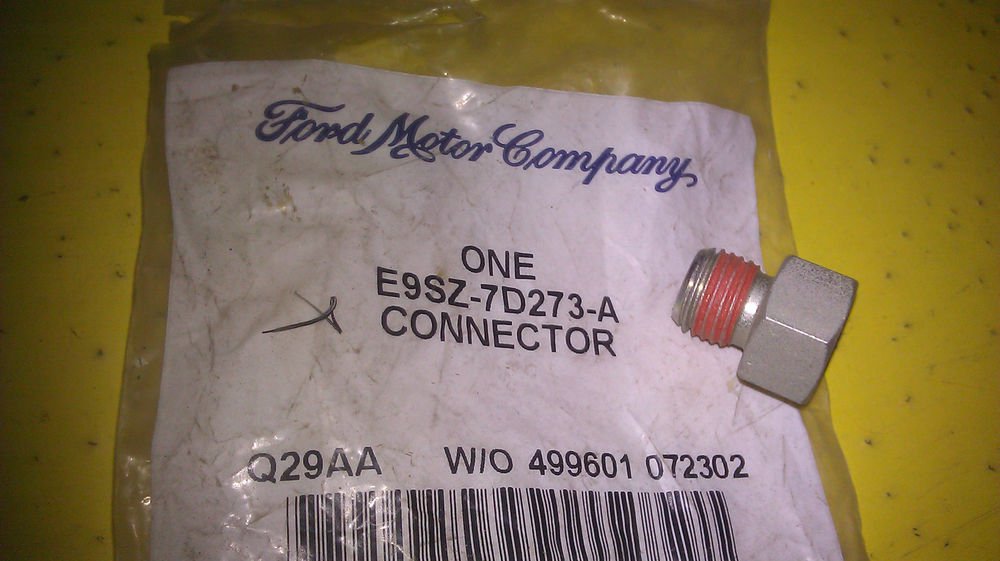 Ford Motor Company
ONE
E9SZ-7D273-A
CONNECTOR
Q29AA W/O 499601 072302